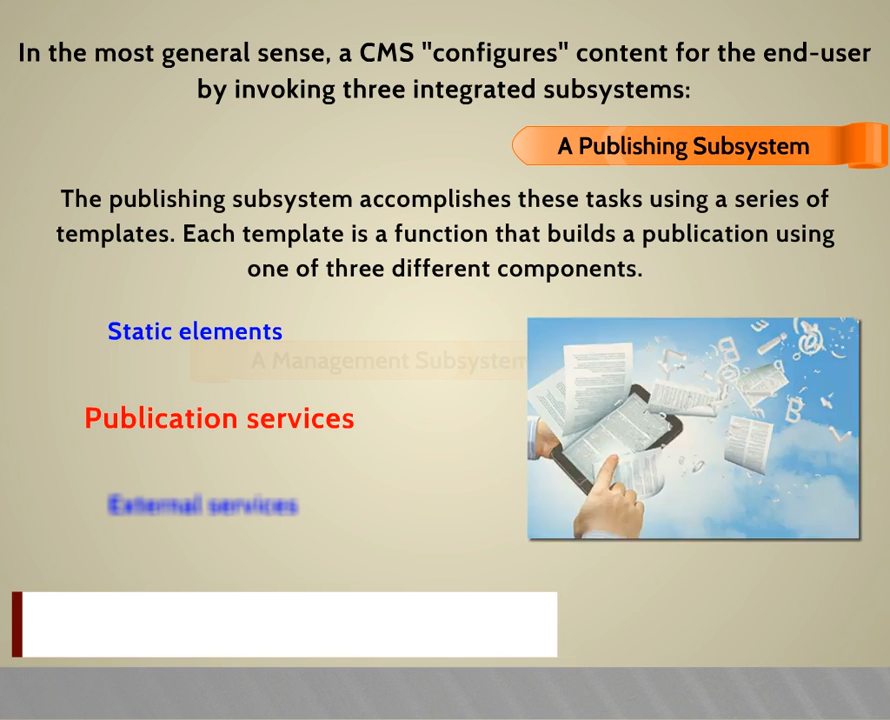 In the most general sense, a CMS "configures" content for the end-user
by invoking three integrated subsystems:
A Publishing Subsystem
The publishing subsystem accomplishes these tasks using a series of
templates. Each template is a function that builds a publication using
one of three different components.
Static elements
A Management Subsystem
Publication services
External services